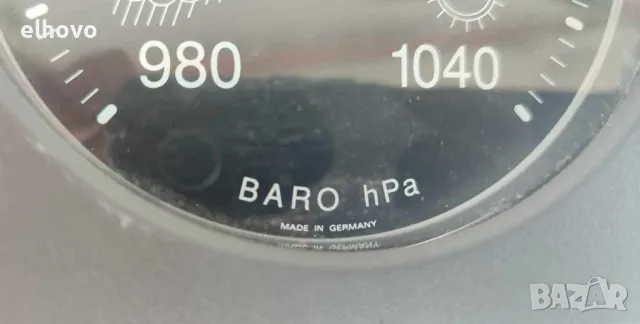 elhovo
980 1040
BARO hPa
MADE IN GERMANY
BAZAR